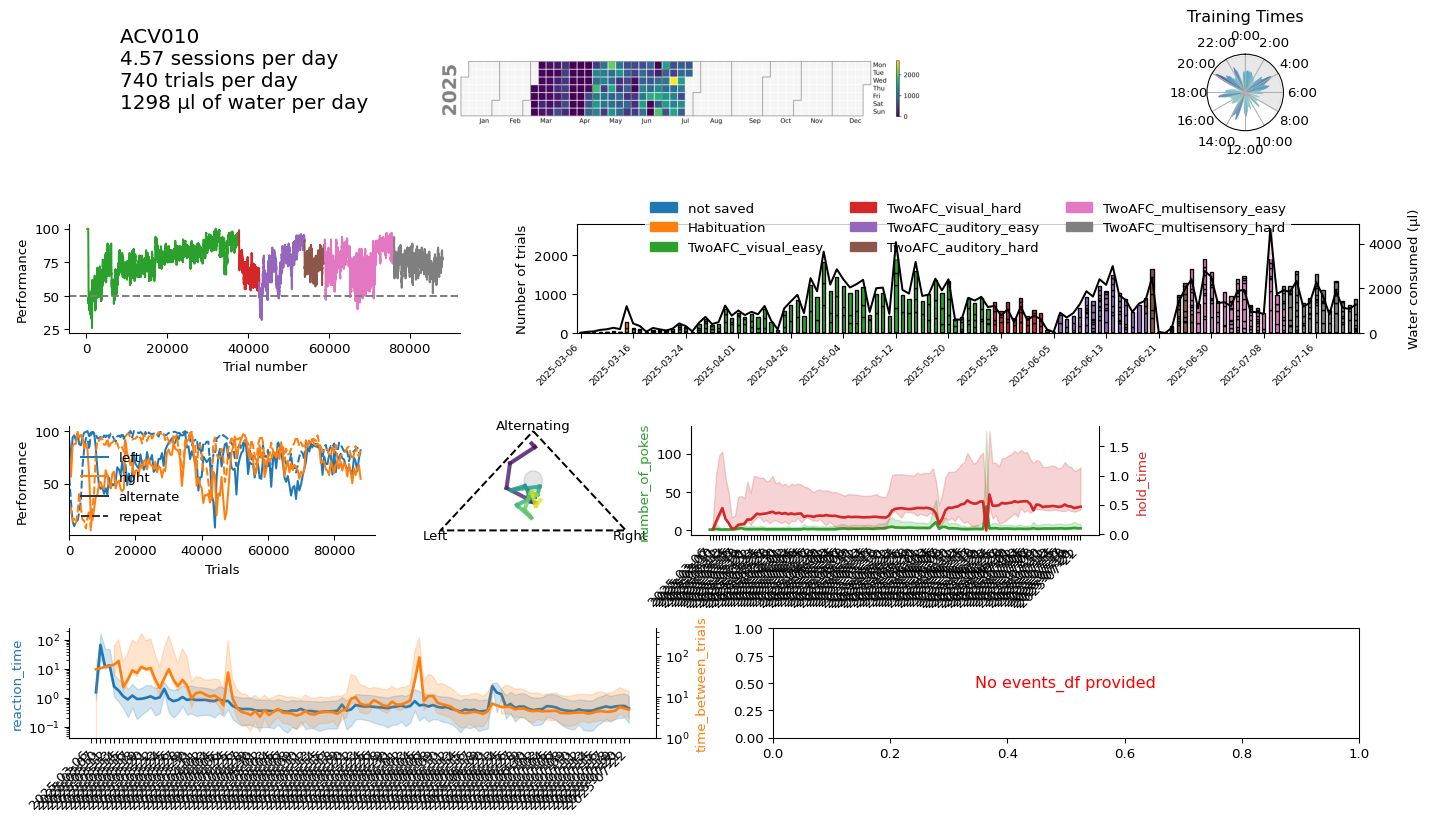 ACV010
4.57 sessions per day
740 trials per day
1298 µl of water per day
2025
Jan Feb Mar Apr May Jun Jul Aug Sep Oct Nov Dec
Mon
Tue
Wed
Thu
Fri
Sat
Sun
2000
1000
0
Training Times
0:00
2:00
4:00
6:00
8:00
10:00
12:00
14:00
16:00
18:00
20:00
22:00
Performance
100
75
50
25
0 20000 40000 60000 80000
Trial number
not saved
Habituation
TwoAFC_visual_easy
TwoAFC_visual_hard
TwoAFC_auditory_easy
TwoAFC_auditory_hard
TwoAFC_multisensory_easy
TwoAFC_multisensory_hard
Number of trials
2000
1000
0
Water consumed (µl)
4000
2000
0
2025-03-06 2025-03-16 2025-03-24 2025-04-01 2025-04-26 2025-05-04 2025-05-12 2025-05-20 2025-05-28 2025-06-05 2025-06-13 2025-06-21 2025-06-30 2025-07-08 2025-07-16
Performance
100
50
left
right
alternate
repeat
0 20000 40000 60000 80000
Trials
Alternating
Left
Right
number_of_pokes
100
50
0
hold_time
1.5
1.0
0.5
0.0
reaction_time
10²
10¹
10⁰
10⁻¹
time_between_trials
10²
10¹
10⁰
1.00
0.75
0.50
0.25
0.00
No events_df provided
0.0 0.2 0.4 0.6 0.8 1.0